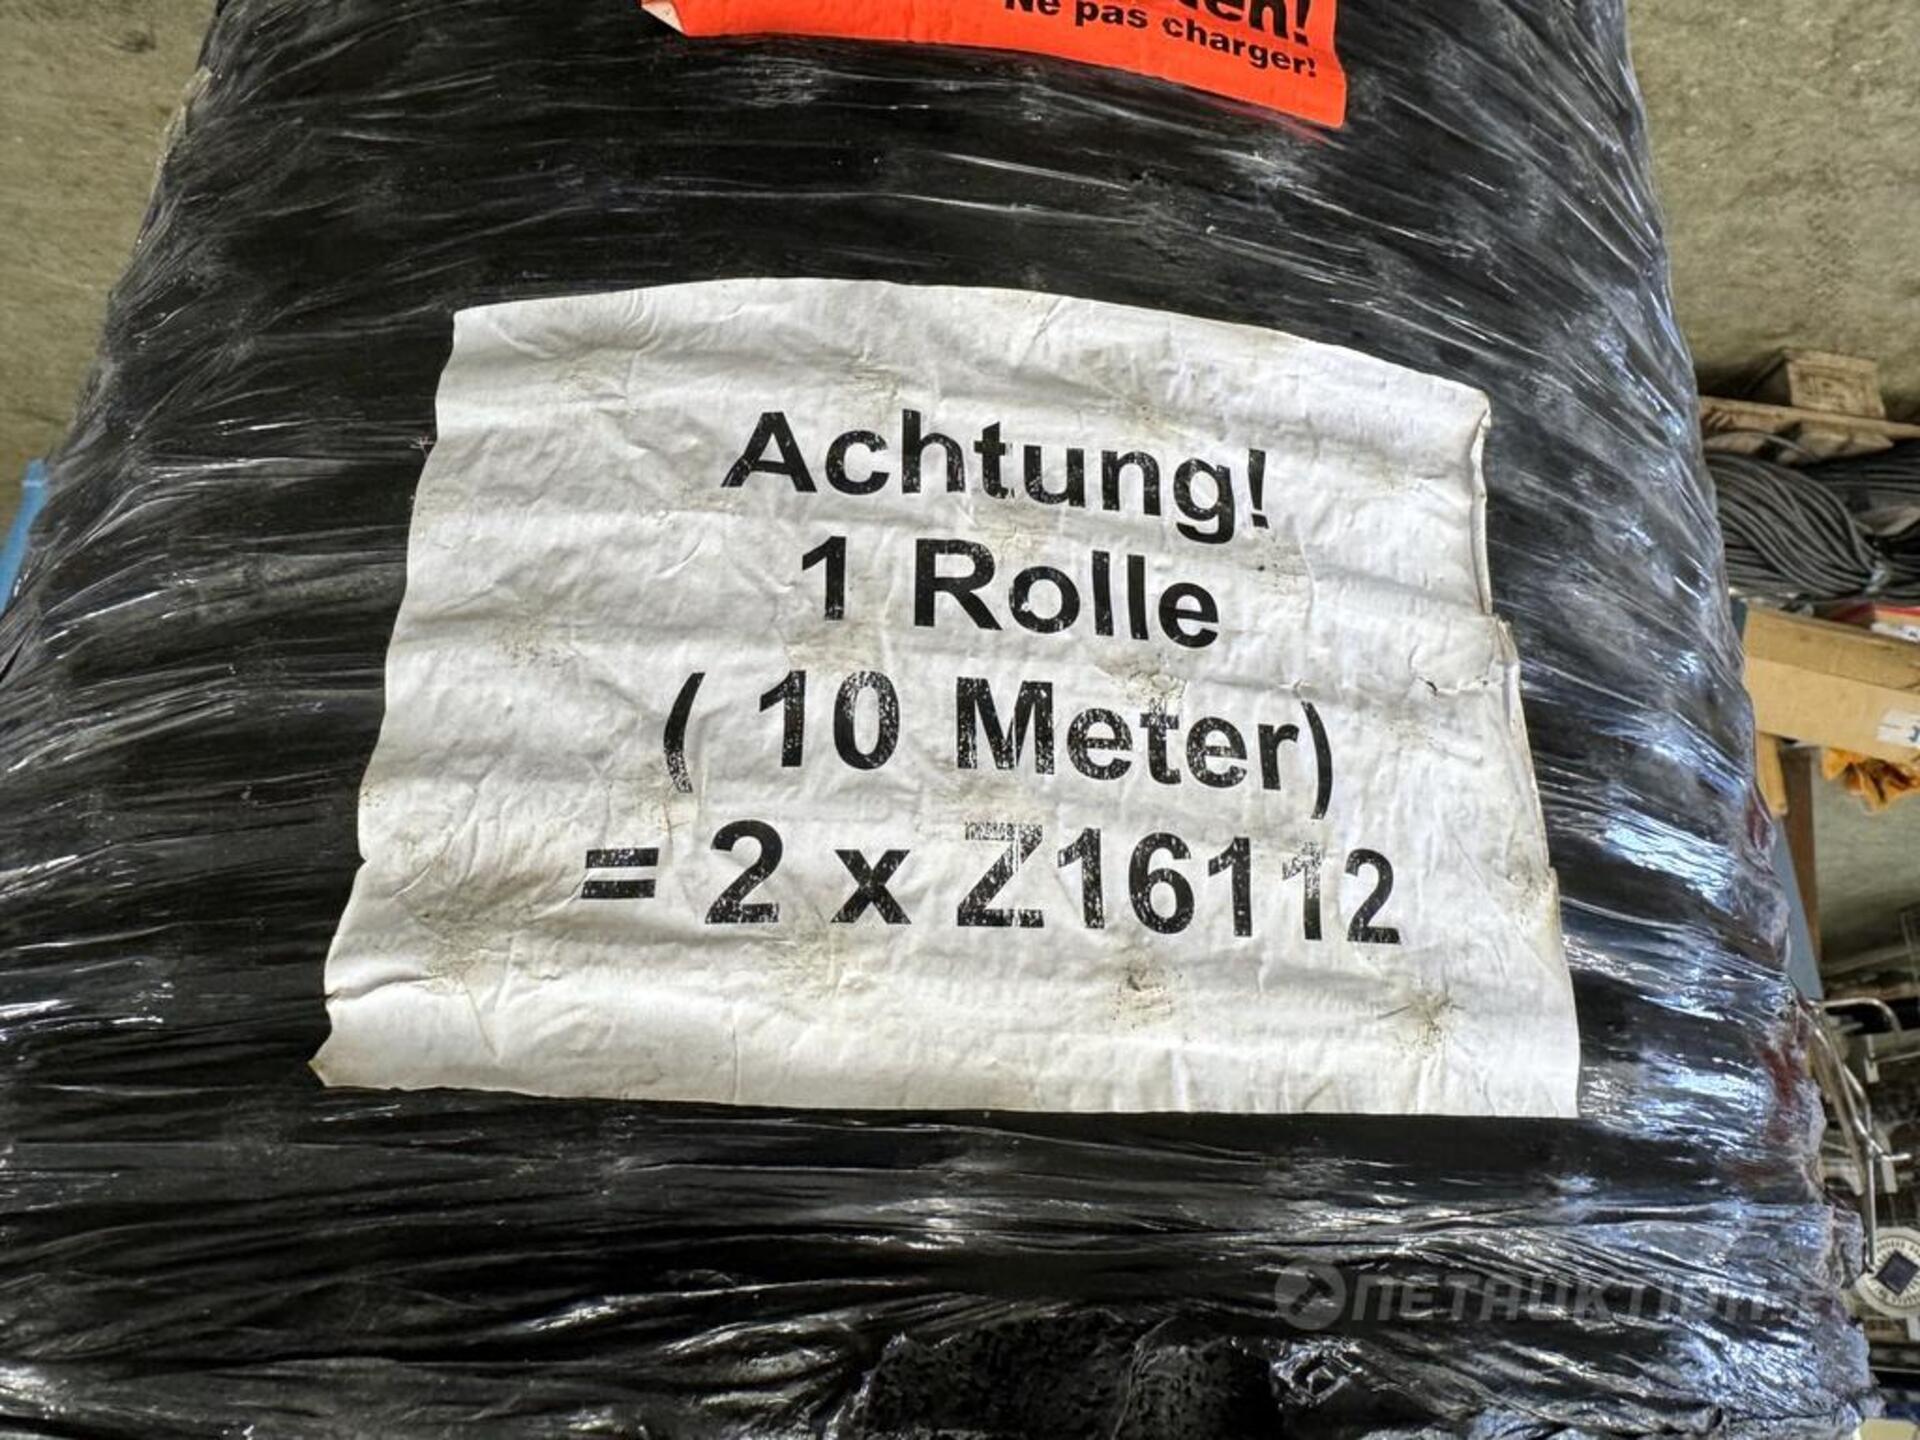 Ne pas charger!
Achtung!
1 Rolle
( 10 Meter)
= 2 x Z16112